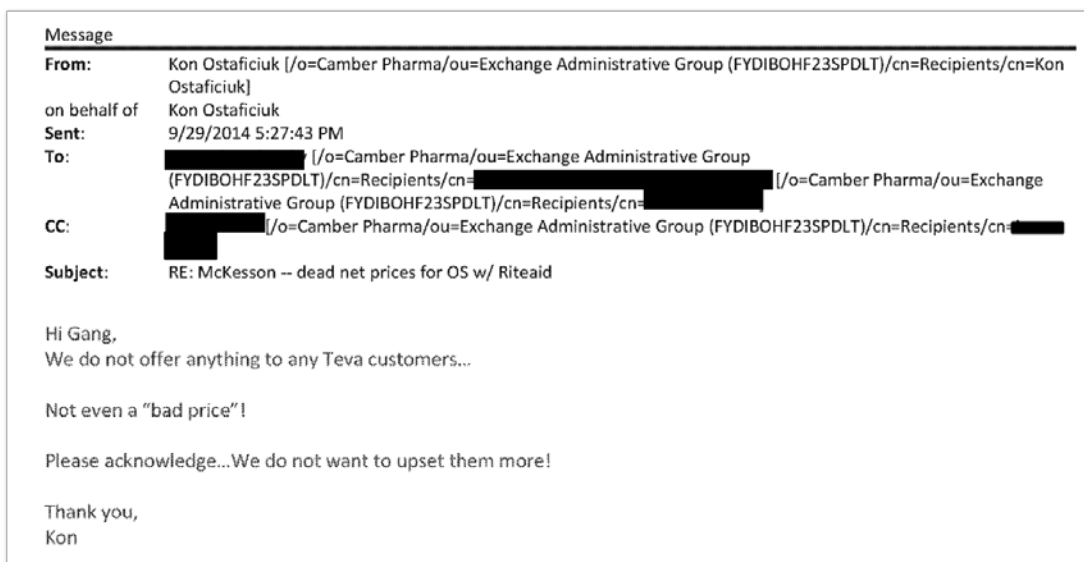 Message
From: Kon Ostaficiuk [/o=Camber Pharma/ou=Exchange Administrative Group (FYDIBOHF23SPDLT)/cn=Recipients/cn=Kon
Ostaficiuk]
on behalf of Kon Ostaficiuk
Sent: 9/29/2014 5:27:43 PM
To: [/o=Camber Pharma/ou=Exchange Administrative Group
(FYDIBOHF23SPDLT)/cn=Recipients/cn= [/o=Camber Pharma/ou=Exchange
Administrative Group (FYDIBOHF23SPDLT)/cn=Recipients/cn=
CC: [/o=Camber Pharma/ou=Exchange Administrative Group (FYDIBOHF23SPDLT)/cn=Recipients/cn=
Subject: RE: McKesson -- dead net prices for OS w/ Riteaid
Hi Gang,
We do not offer anything to any Teva customers...
Not even a “bad price”!
Please acknowledge...We do not want to upset them more!
Thank you,
Kon